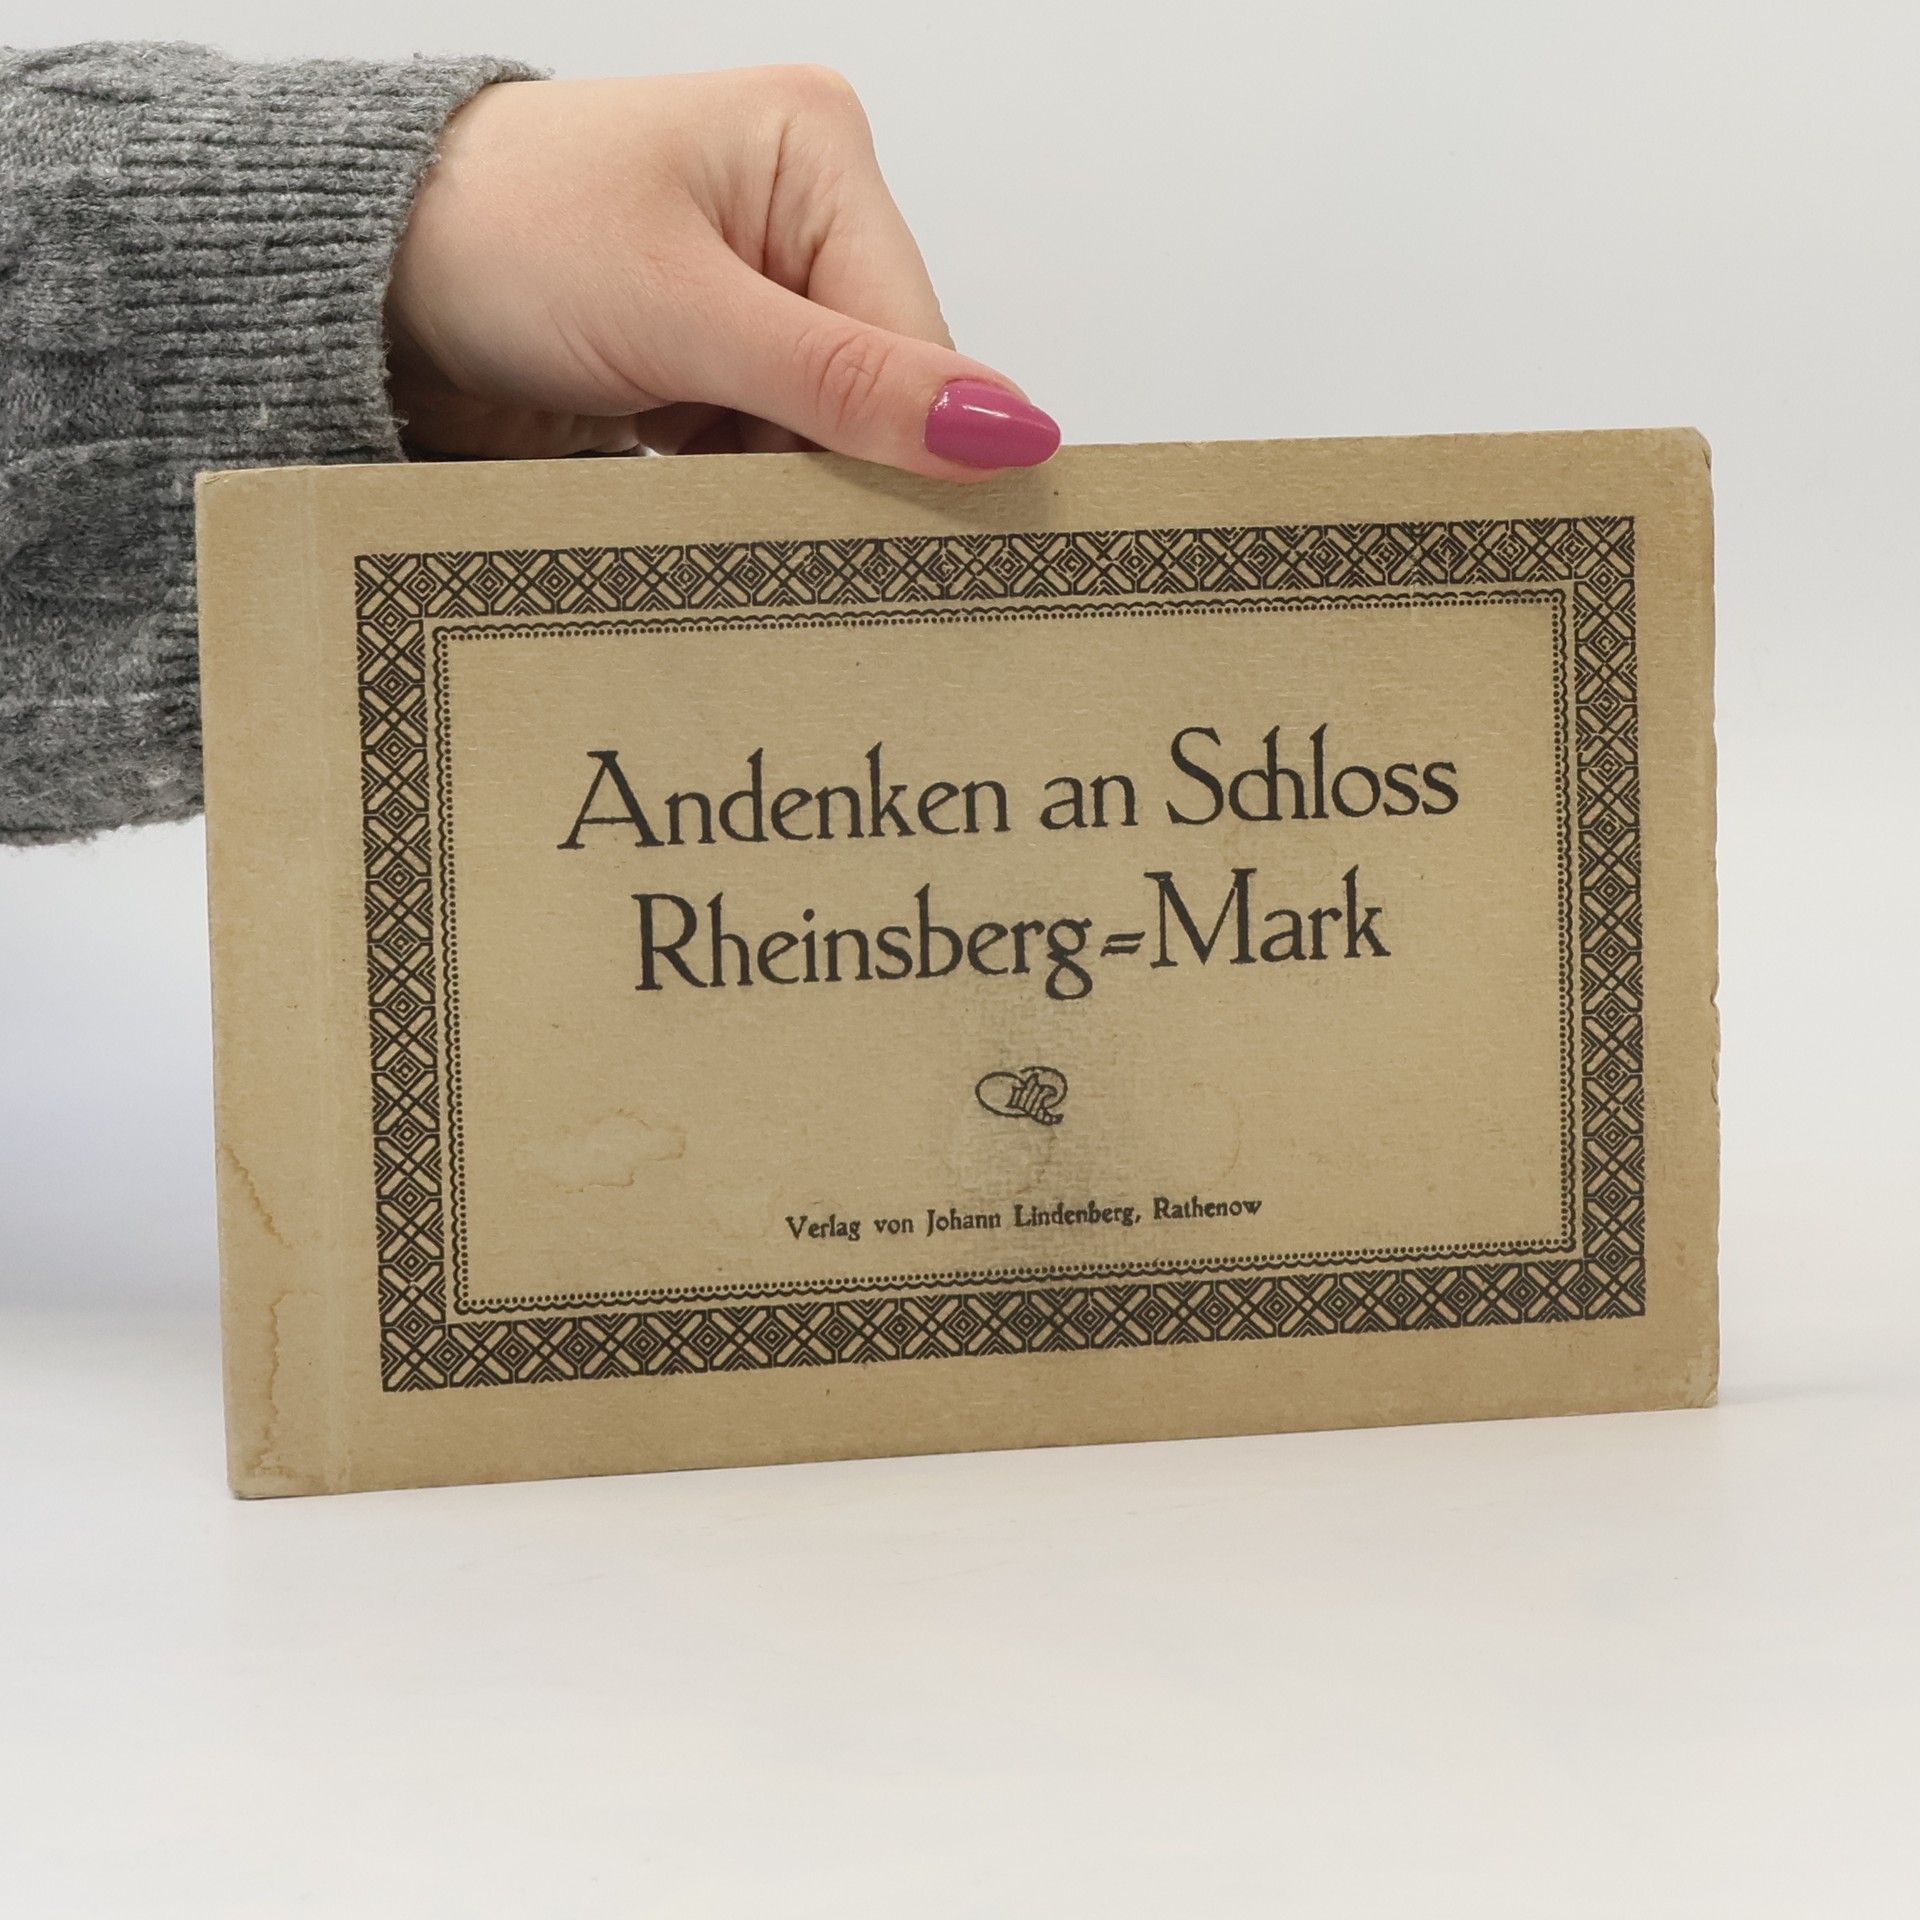 Andenken an Schloss
Rheinsberg=Mark
Verlag von Johann Lindenberg, Rathenow